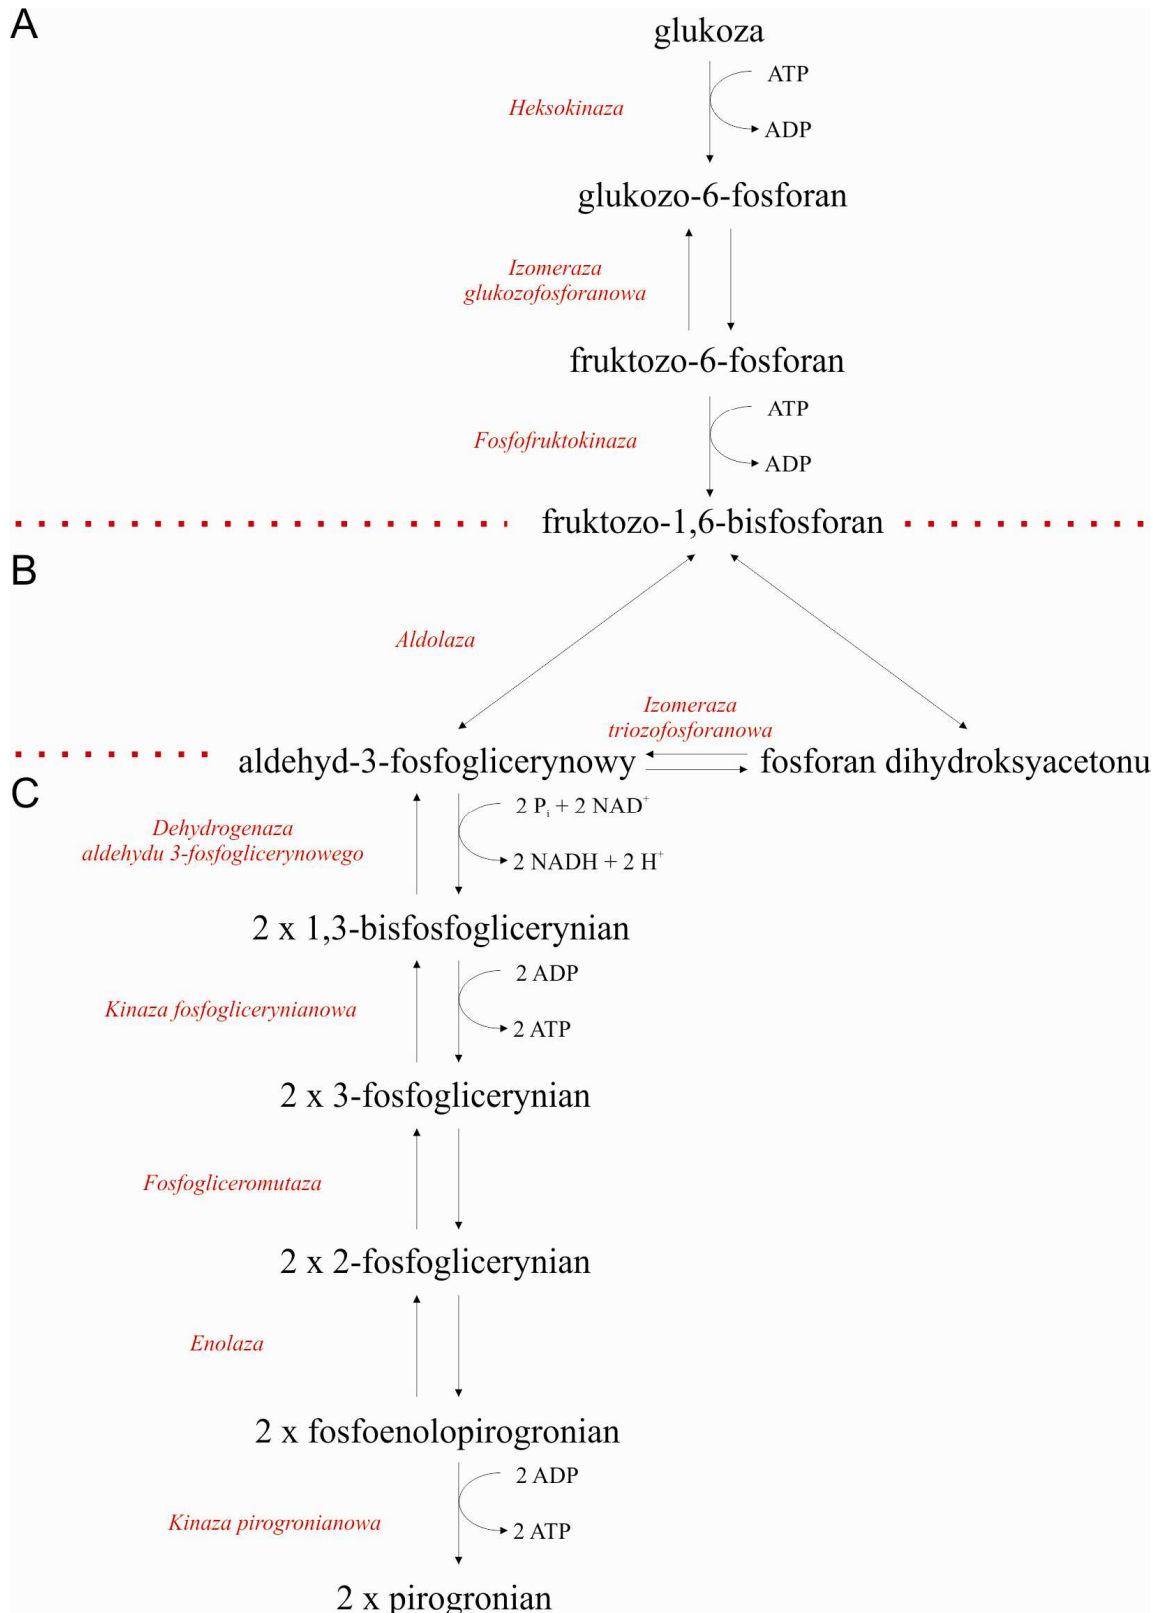 A
glukoza
ATP
Heksokinaza
ADP
glukozo-6-fosforan
Izomeraza
glukozofosforanowa
fruktozo-6-fosforan
ATP
Fosfofruktokinaza
ADP
fruktozo-1,6-bisfosforan
B
Aldolaza
Izomeraza
triozofosforanowa
aldehyd-3-fosfoglicerynowy
fosforan dihydroksyacetonu
C
2 Pᵢ + 2 NAD⁺
Dehydrogenaza
aldehydu 3-fosfoglicerynowego
2 NADH + 2 H⁺
2 x 1,3-bisfosfoglicerynian
2 ADP
Kinaza fosfoglicerynianowa
2 ATP
2 x 3-fosfoglicerynian
Fosfogliceromutaza
2 x 2-fosfoglicerynian
Enolaza
2 x fosfoenolopirogronian
2 ADP
Kinaza pirogronianowa
2 ATP
2 x pirogronian